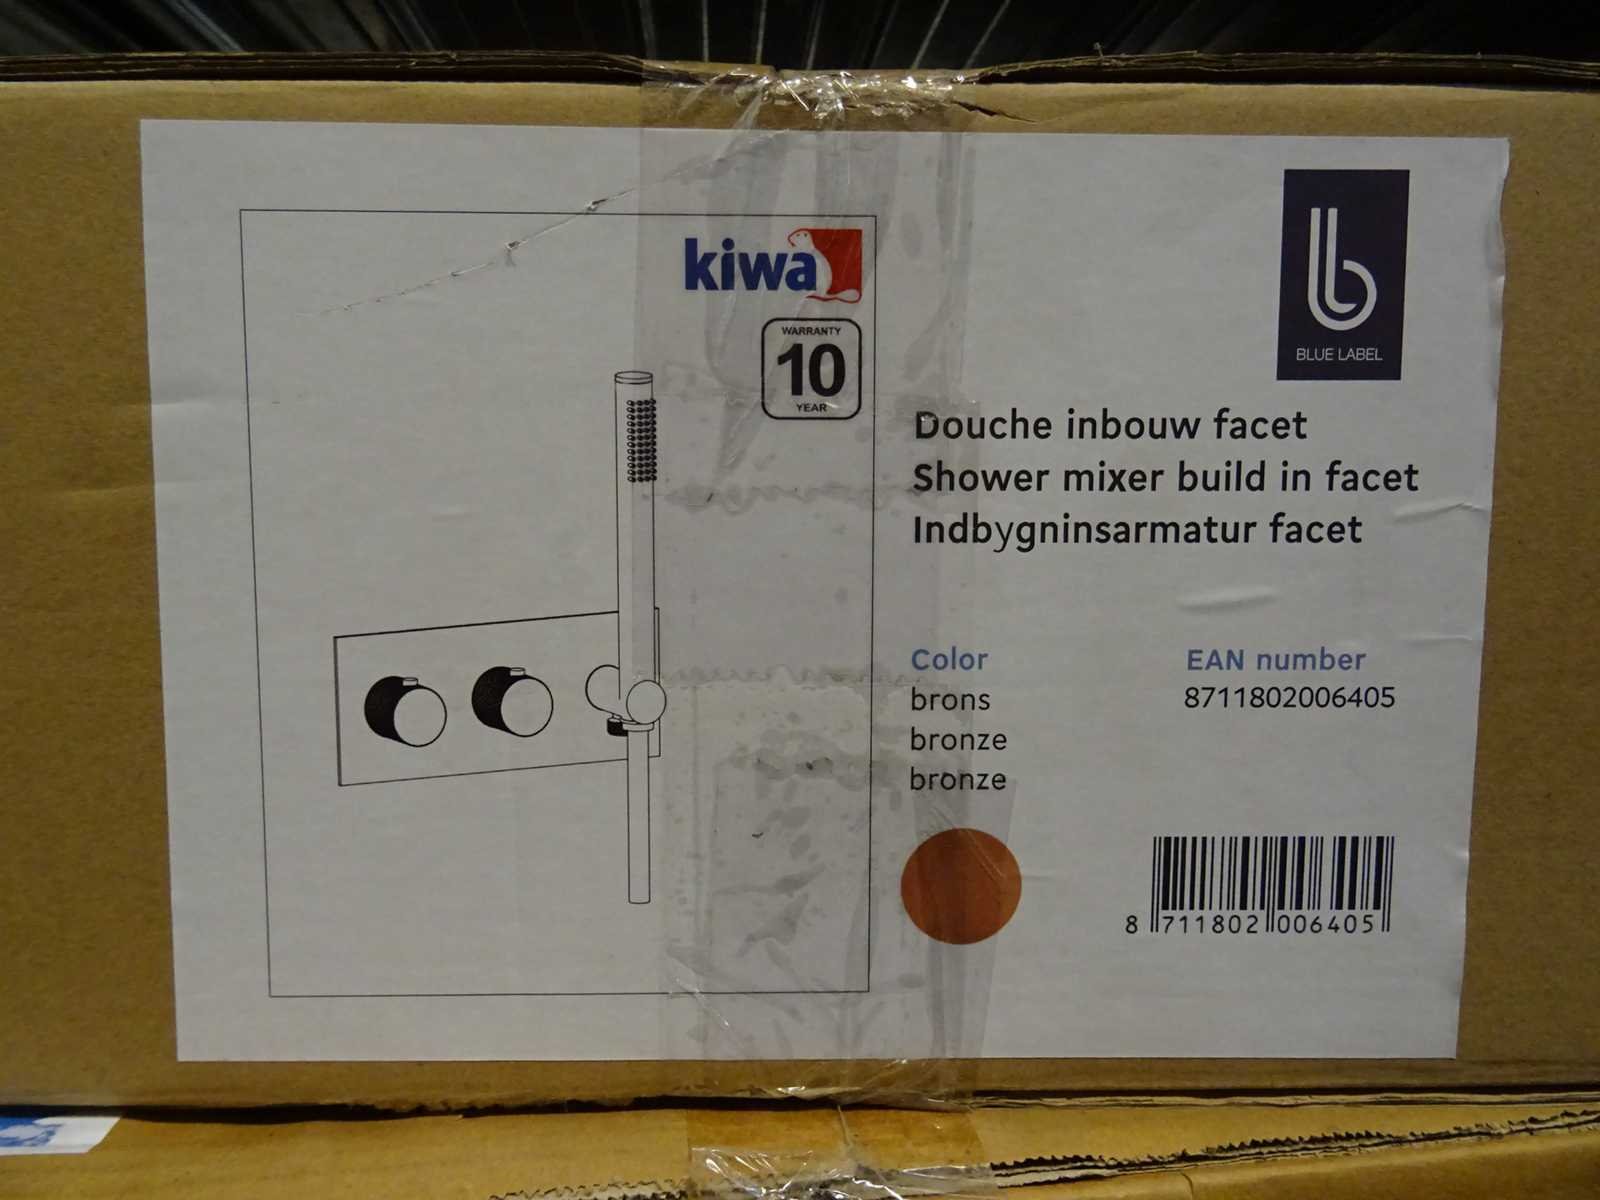 kiwa
WARRANTY
10
YEAR
BLUE LABEL
Douche inbouw facet
Shower mixer build in facet
Indbygninsarmatur facet
Color
brons
bronze
bronze
EAN number
8711802006405
8 711802 006405